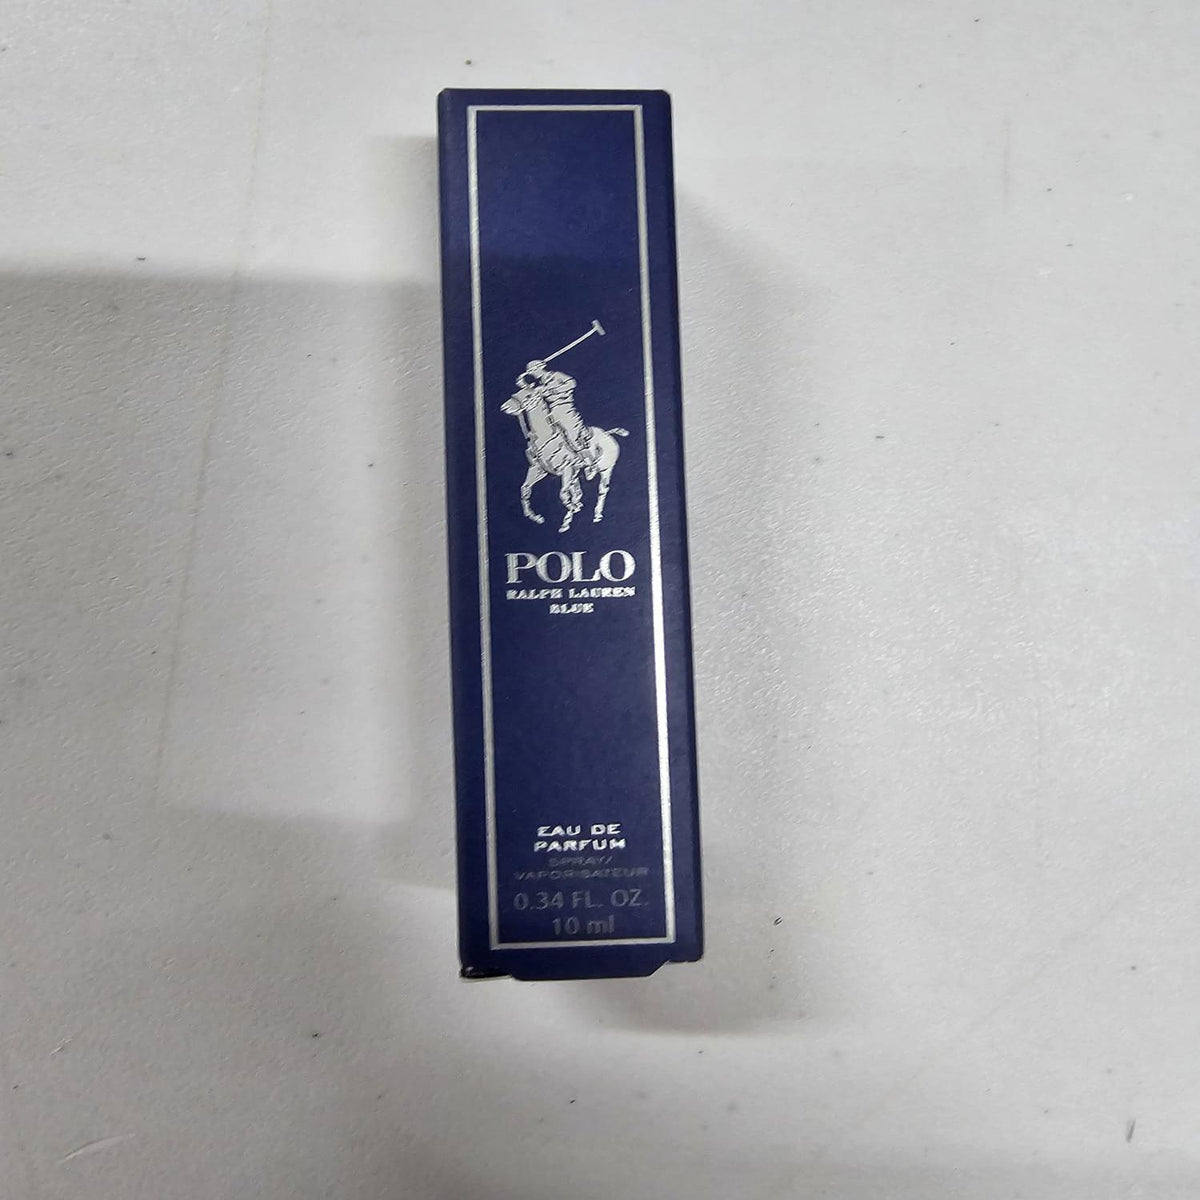 POLO
RALPH LAUREN
BLUE
EAU DE
PARFUM
SPRAY/
VAPORISATEUR
0.34 FL. OZ.
10 ml